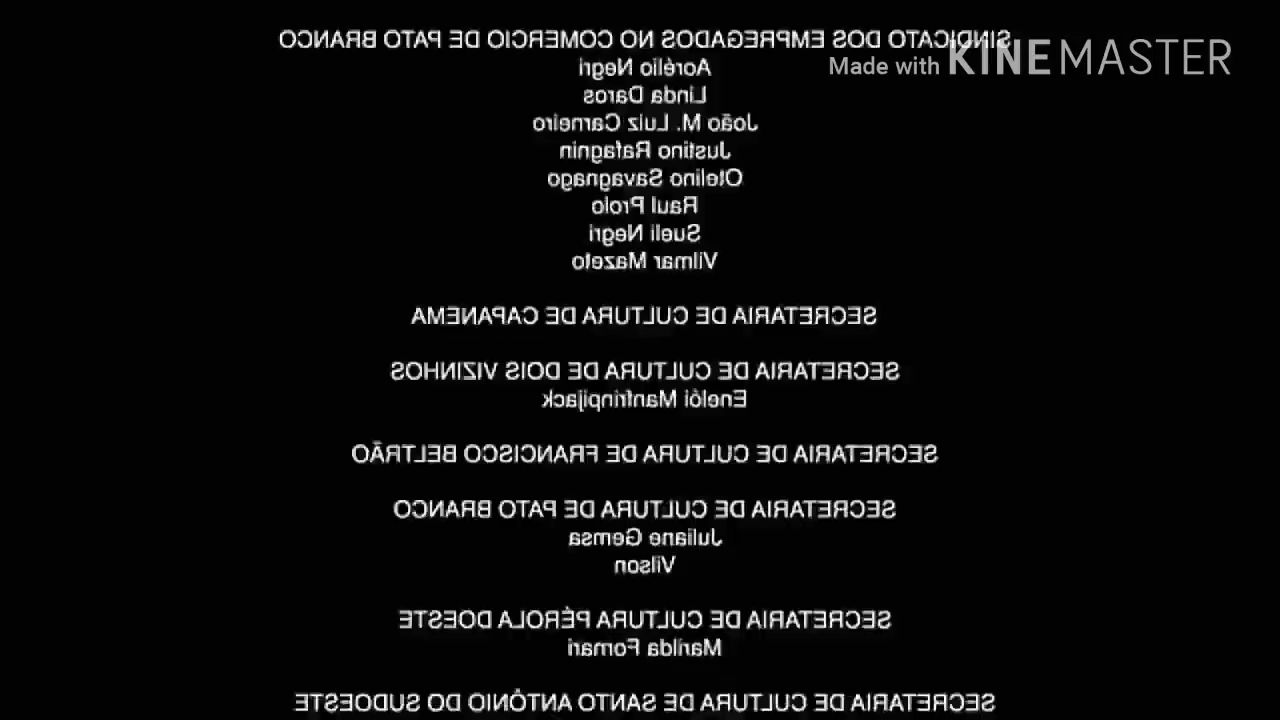 SINDICATO DOS EMPREGADOS NO COMERCIO DE PATO BRANCO
Made with KINEMASTER
Aorélio Negri
Linda Daros
João M. Luiz Carneiro
Justino Rafagnin
Otelino Savagnago
Raul Prolo
Sueli Negri
Vilmar Mazeto
SECRETARIA DE CULTURA DE CAPANEMA
SECRETARIA DE CULTURA DE DOIS VIZINHOS
Enelói Manfrinpijack
SECRETARIA DE CULTURA DE FRANCISCO BELTRÃO
SECRETARIA DE CULTURA DE PATO BRANCO
Juliane Gemsa
Vilson
SECRETARIA DE CULTURA PÉROLA DOESTE
Marilda Fornari
SECRETARIA DE CULTURA DE SANTO ANTÔNIO DO SUDOESTE